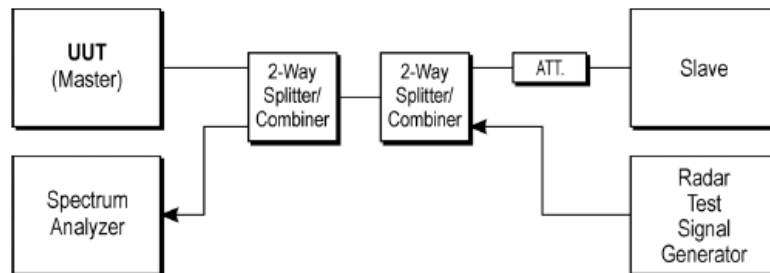 UUT
(Master)
2-Way
Splitter/
Combiner
2-Way
Splitter/
Combiner
ATT.
Slave
Spectrum
Analyzer
Radar
Test
Signal
Generator